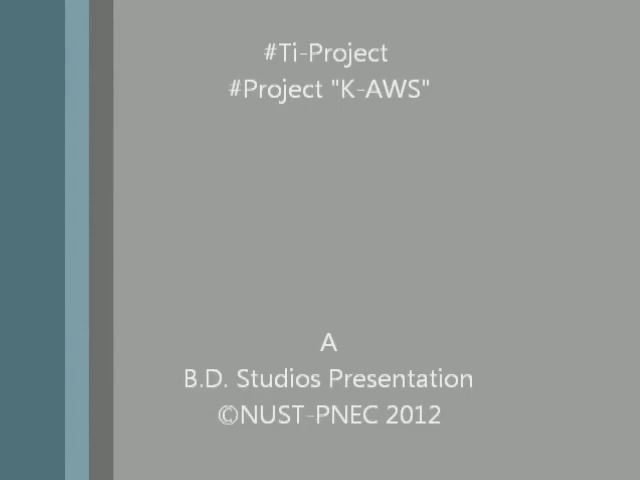 #Ti-Project
#Project "K-AWS"
A
B.D. Studios Presentation
©NUST-PNEC 2012